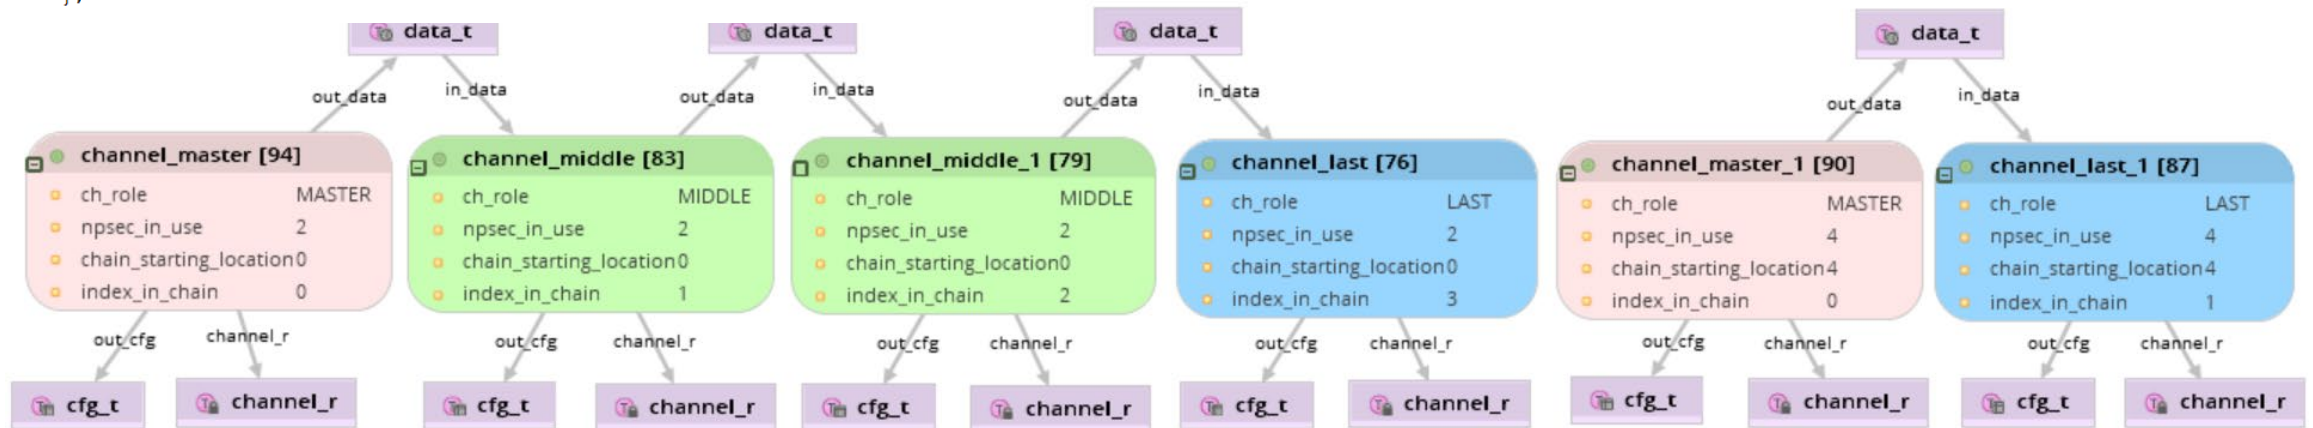 data_t
data_t
data_t
data_t
out_data
in_data
out_data
in_data
out_data
in_data
out_data
in_data
channel_master [94]
ch_role MASTER
npsec_in_use 2
chain_starting_location 0
index_in_chain 0
channel_middle [83]
ch_role MIDDLE
npsec_in_use 2
chain_starting_location 0
index_in_chain 1
channel_middle_1 [79]
ch_role MIDDLE
npsec_in_use 2
chain_starting_location 0
index_in_chain 2
channel_last [76]
ch_role LAST
npsec_in_use 2
chain_starting_location 0
index_in_chain 3
channel_master_1 [90]
ch_role MASTER
npsec_in_use 4
chain_starting_location 4
index_in_chain 0
channel_last_1 [87]
ch_role LAST
npsec_in_use 4
chain_starting_location 4
index_in_chain 1
out_cfg
channel_r
out_cfg
channel_r
out_cfg
channel_r
out_cfg
channel_r
out_cfg
channel_r
out_cfg
channel_r
cfg_t
channel_r
cfg_t
channel_r
cfg_t
channel_r
cfg_t
channel_r
cfg_t
channel_r
cfg_t
channel_r